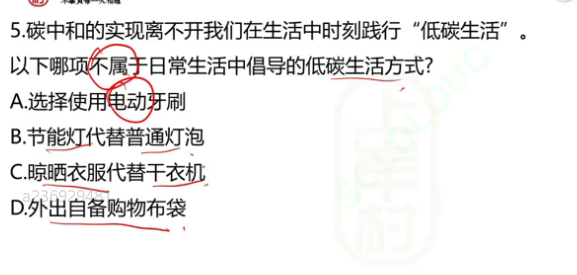 5.碳中和的实现离不开我们在生活中时刻践行“低碳生活”。
以下哪项不属于日常生活中倡导的低碳生活方式?
A.选择使用电动牙刷
B.节能灯代替普通灯泡
C.晾晒衣服代替干衣机
D.外出自备购物布袋